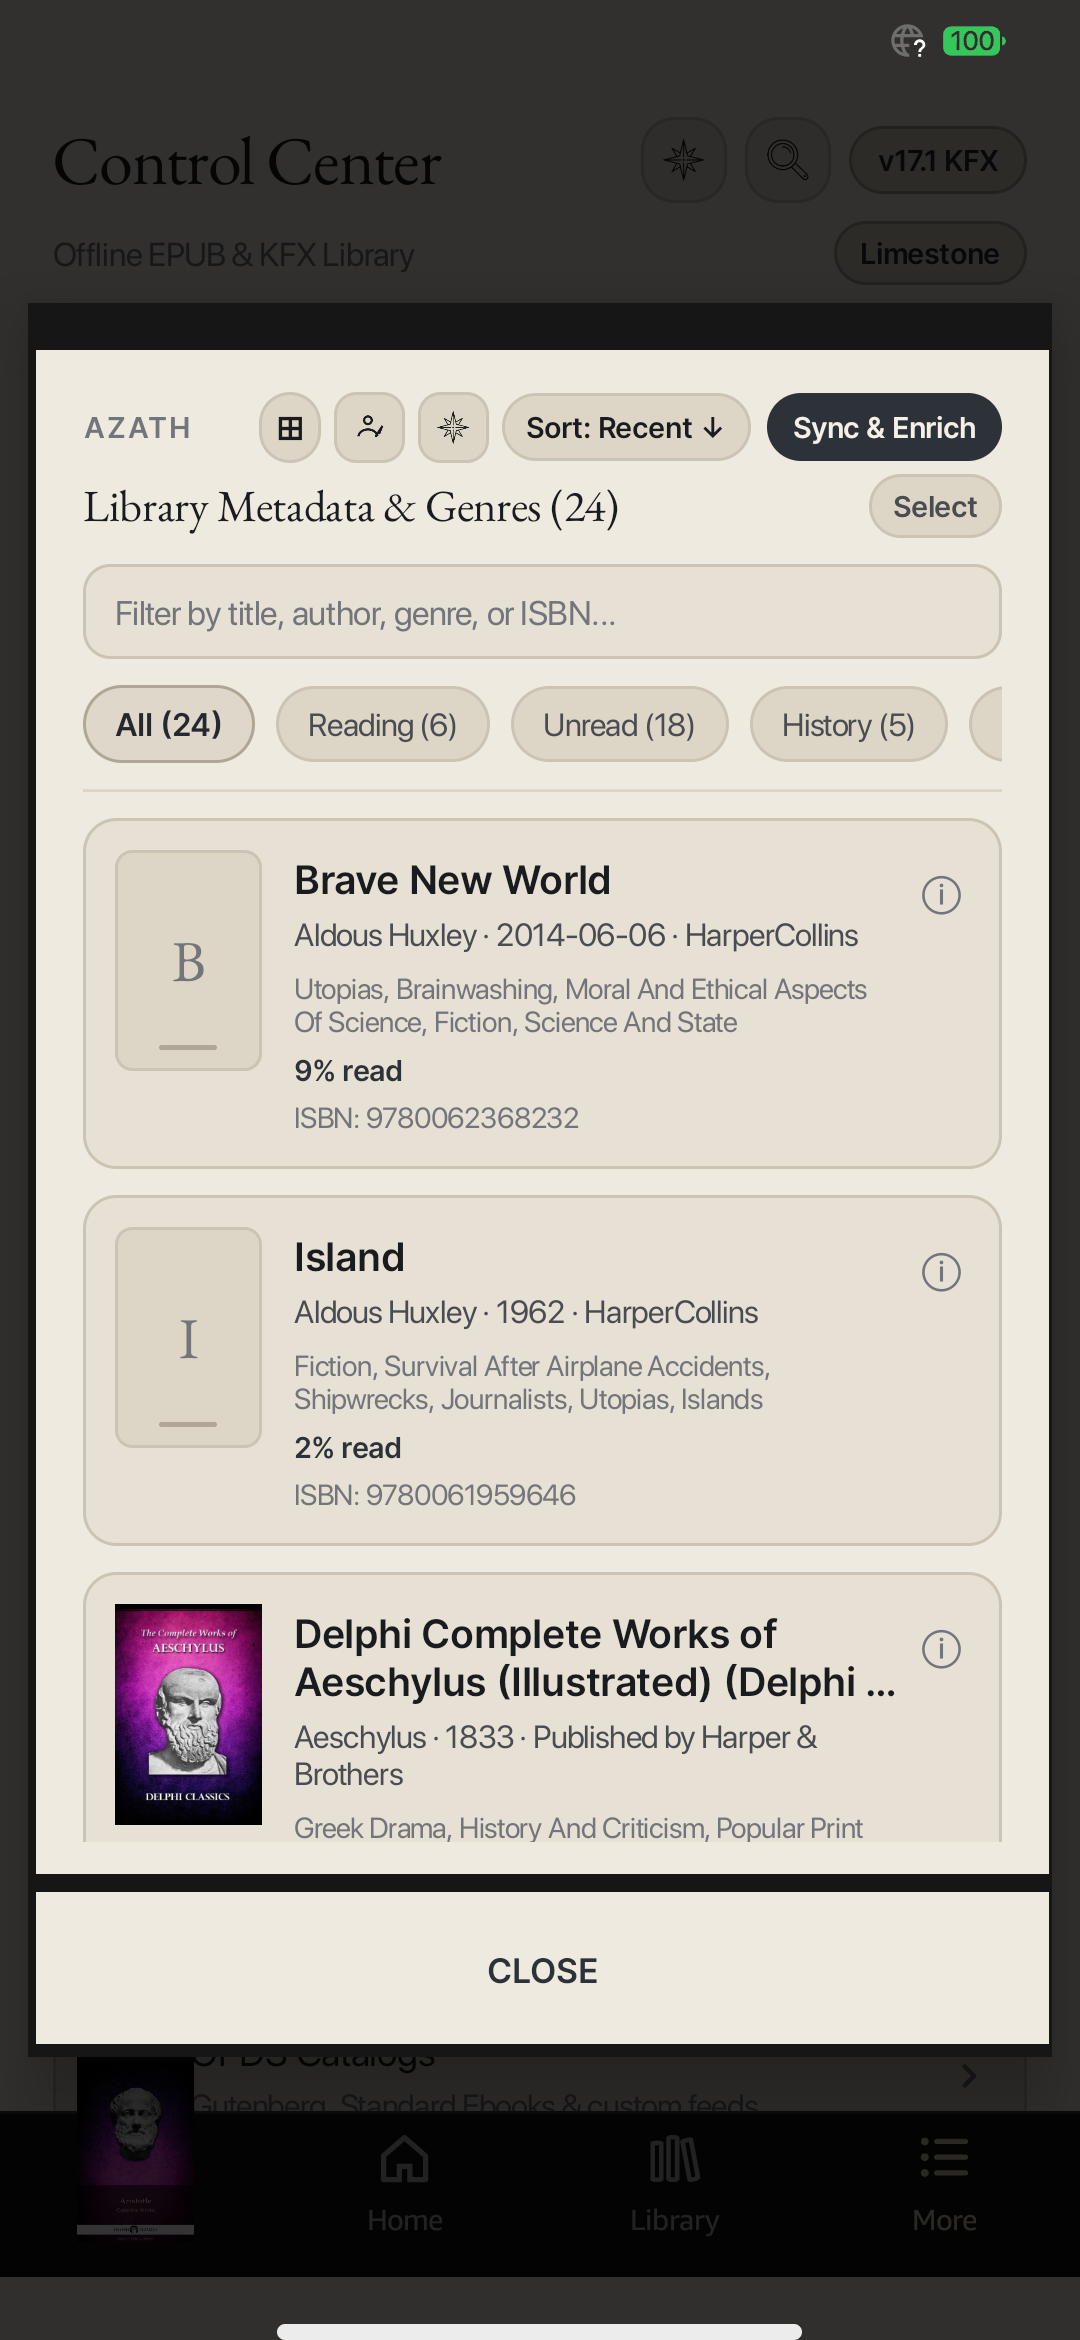 100
Control Center
v17.1 KFX
Offline EPUB & KFX Library
Limestone
AZATH
Sort: Recent ↓
Sync & Enrich
Library Metadata & Genres (24)
Select
Filter by title, author, genre, or ISBN...
All (24)
Reading (6)
Unread (18)
History (5)
B
Brave New World
Aldous Huxley · 2014-06-06 · HarperCollins
Utopias, Brainwashing, Moral And Ethical Aspects
Of Science, Fiction, Science And State
9% read
ISBN: 9780062368232
I
Island
Aldous Huxley · 1962 · HarperCollins
Fiction, Survival After Airplane Accidents,
Shipwrecks, Journalists, Utopias, Islands
2% read
ISBN: 9780061959646
The Complete Works of
AESCHYLUS
DELPHI CLASSICS
Delphi Complete Works of
Aeschylus (Illustrated) (Delphi ...
Aeschylus · 1833 · Published by Harper &
Brothers
Greek Drama, History And Criticism, Popular Print
CLOSE
OPDS Catalogs
Gutenberg, Standard Ebooks & custom feeds
Home
Library
More